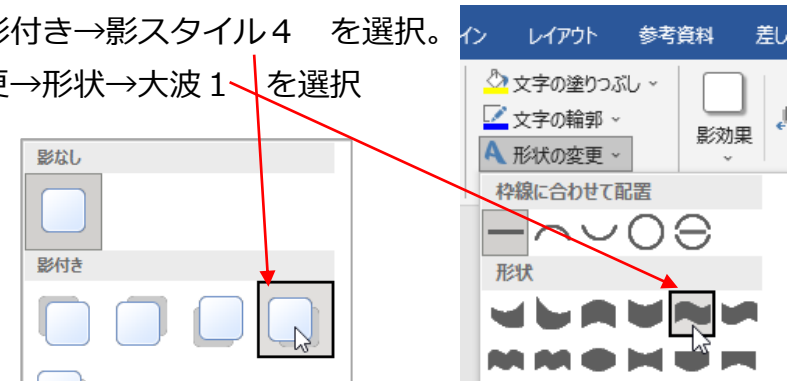 影付き→影スタイル４　を選択。
更→形状→大波１　を選択
イン　レイアウト　参考資料　差し
文字の塗りつぶし
文字の輪郭
形状の変更
影効果
枠線に合わせて配置
形状
影なし
影付き